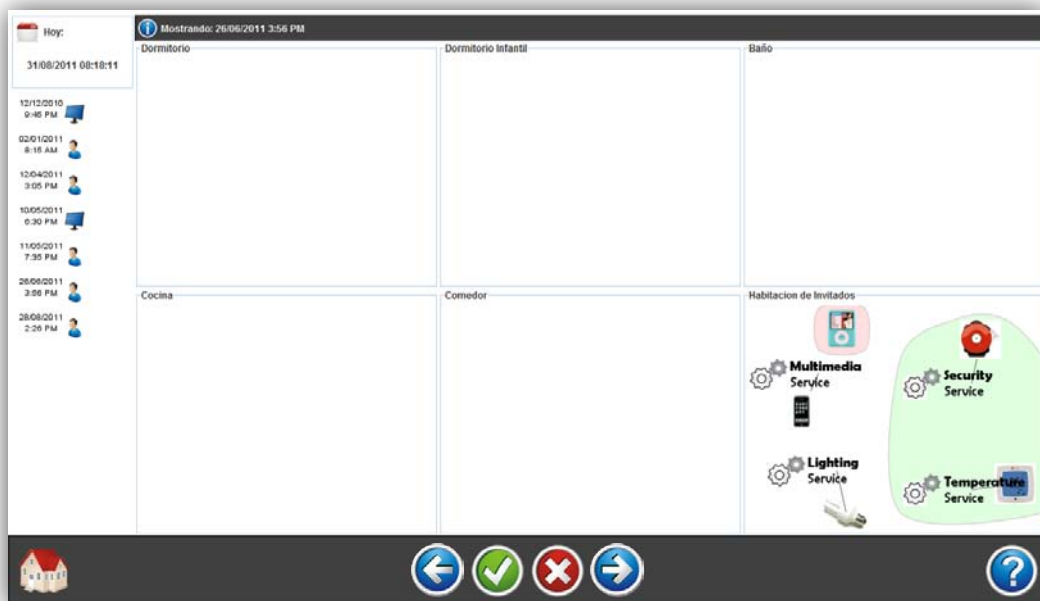 Hoy:
31/08/2011 08:18:11
12/12/2010
9:46 PM
02/01/2011
8:16 AM
12/04/2011
3:05 PM
10/05/2011
6:30 PM
11/05/2011
7:35 PM
26/06/2011
3:56 PM
28/08/2011
2:26 PM
Mostrando: 26/06/2011 3:56 PM
Dormitorio
Dormitorio Infantil
Baño
Cocina
Comedor
Habitacion de Invitados
Multimedia
Service
Security
Service
Lighting
Service
Temperature
Service
?